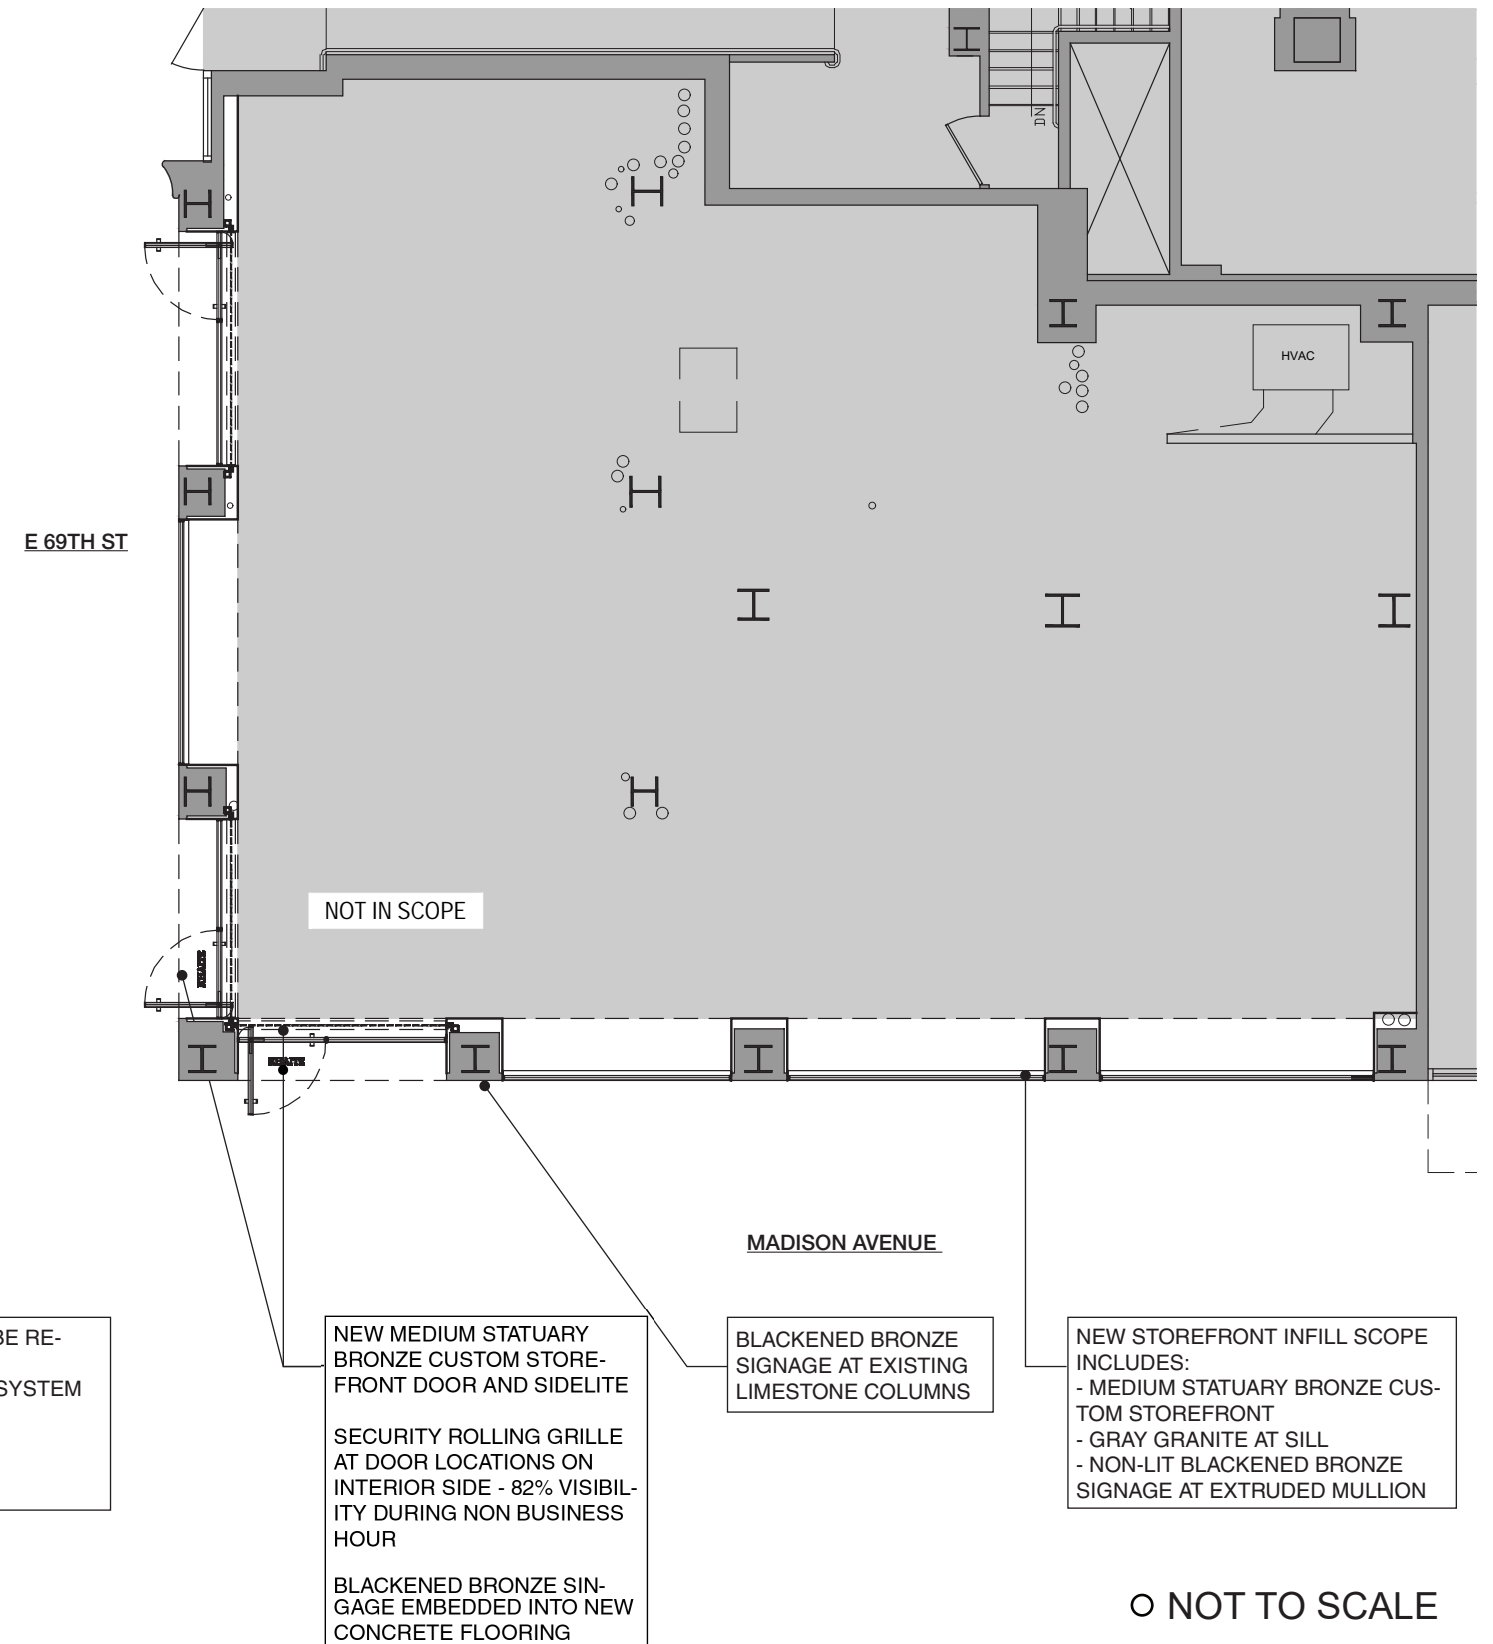 DN
HVAC
E 69TH ST
NOT IN SCOPE
KHAITE
KHAITE
MADISON AVENUE
BE RE-
SYSTEM
NEW MEDIUM STATUARY
BRONZE CUSTOM STORE-
FRONT DOOR AND SIDELITE
SECURITY ROLLING GRILLE
AT DOOR LOCATIONS ON
INTERIOR SIDE - 82% VISIBIL-
ITY DURING NON BUSINESS
HOUR
BLACKENED BRONZE SIN-
GAGE EMBEDDED INTO NEW
CONCRETE FLOORING
BLACKENED BRONZE
SIGNAGE AT EXISTING
LIMESTONE COLUMNS
NEW STOREFRONT INFILL SCOPE
INCLUDES:
- MEDIUM STATUARY BRONZE CUS-
TOM STOREFRONT
- GRAY GRANITE AT SILL
- NON-LIT BLACKENED BRONZE
SIGNAGE AT EXTRUDED MULLION
NOT TO SCALE